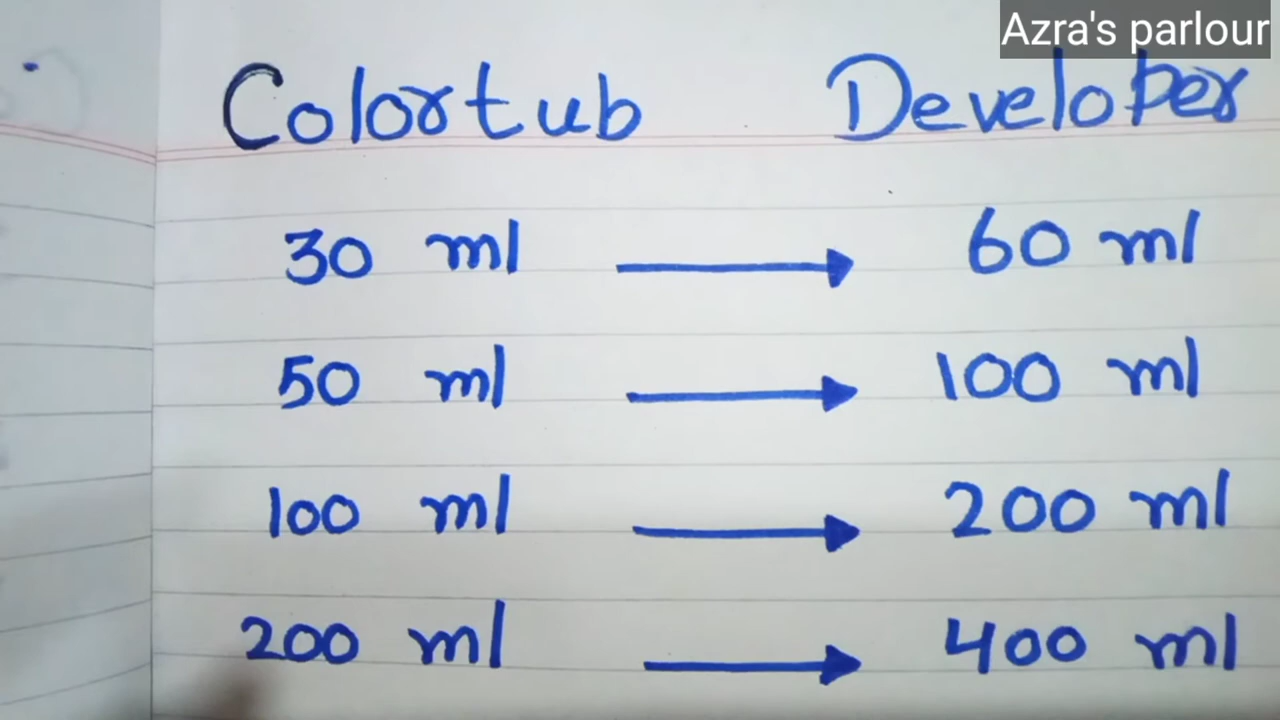 Azra's parlour
Colortub Developer
30 ml → 60 ml
50 ml → 100 ml
100 ml → 200 ml
200 ml → 400 ml